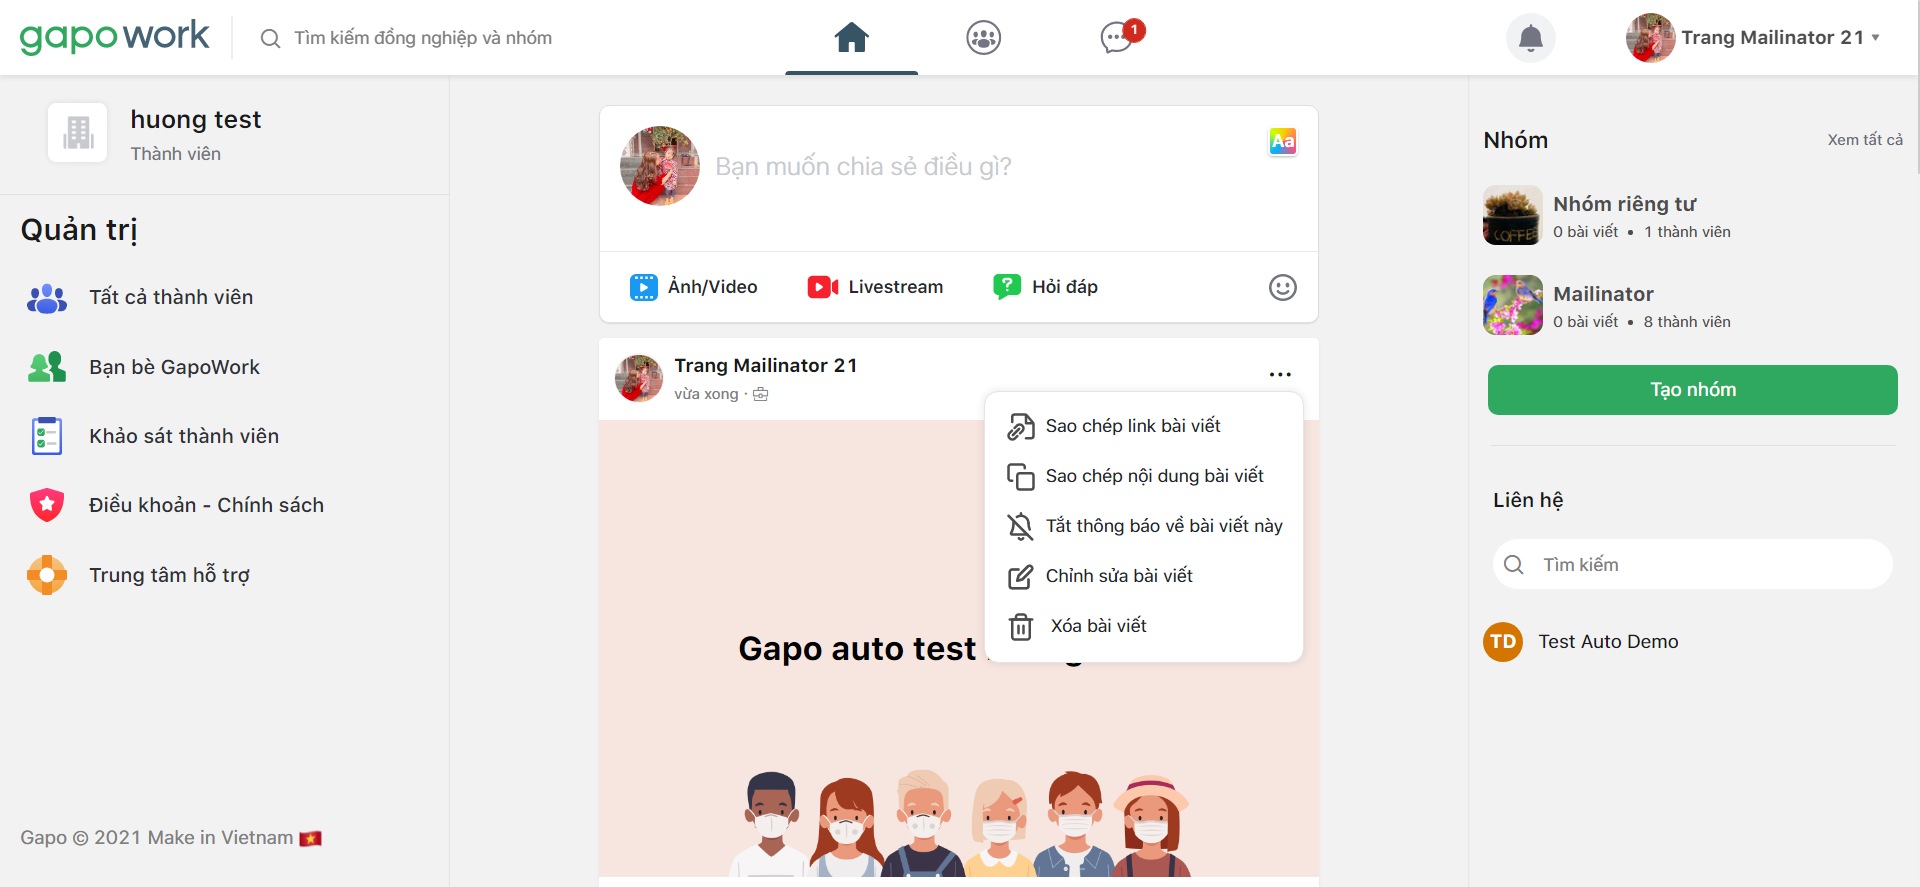 gapowork
Tìm kiếm đồng nghiệp và nhóm
1
Trang Mailinator 21
huong test
Thành viên
Quản trị
Tất cả thành viên
Bạn bè GapoWork
Khảo sát thành viên
Điều khoản - Chính sách
Trung tâm hỗ trợ
Gapo © 2021 Make in Vietnam
Bạn muốn chia sẻ điều gì?
Aa
Ảnh/Video
Livestream
Hỏi đáp
Trang Mailinator 21
vừa xong ·
Sao chép link bài viết
Sao chép nội dung bài viết
Tắt thông báo về bài viết này
Chỉnh sửa bài viết
Xóa bài viết
Gapo auto test
Nhóm
Xem tất cả
Nhóm riêng tư
0 bài viết • 1 thành viên
COFFEE
Mailinator
0 bài viết • 8 thành viên
Tạo nhóm
Liên hệ
Tìm kiếm
TD
Test Auto Demo